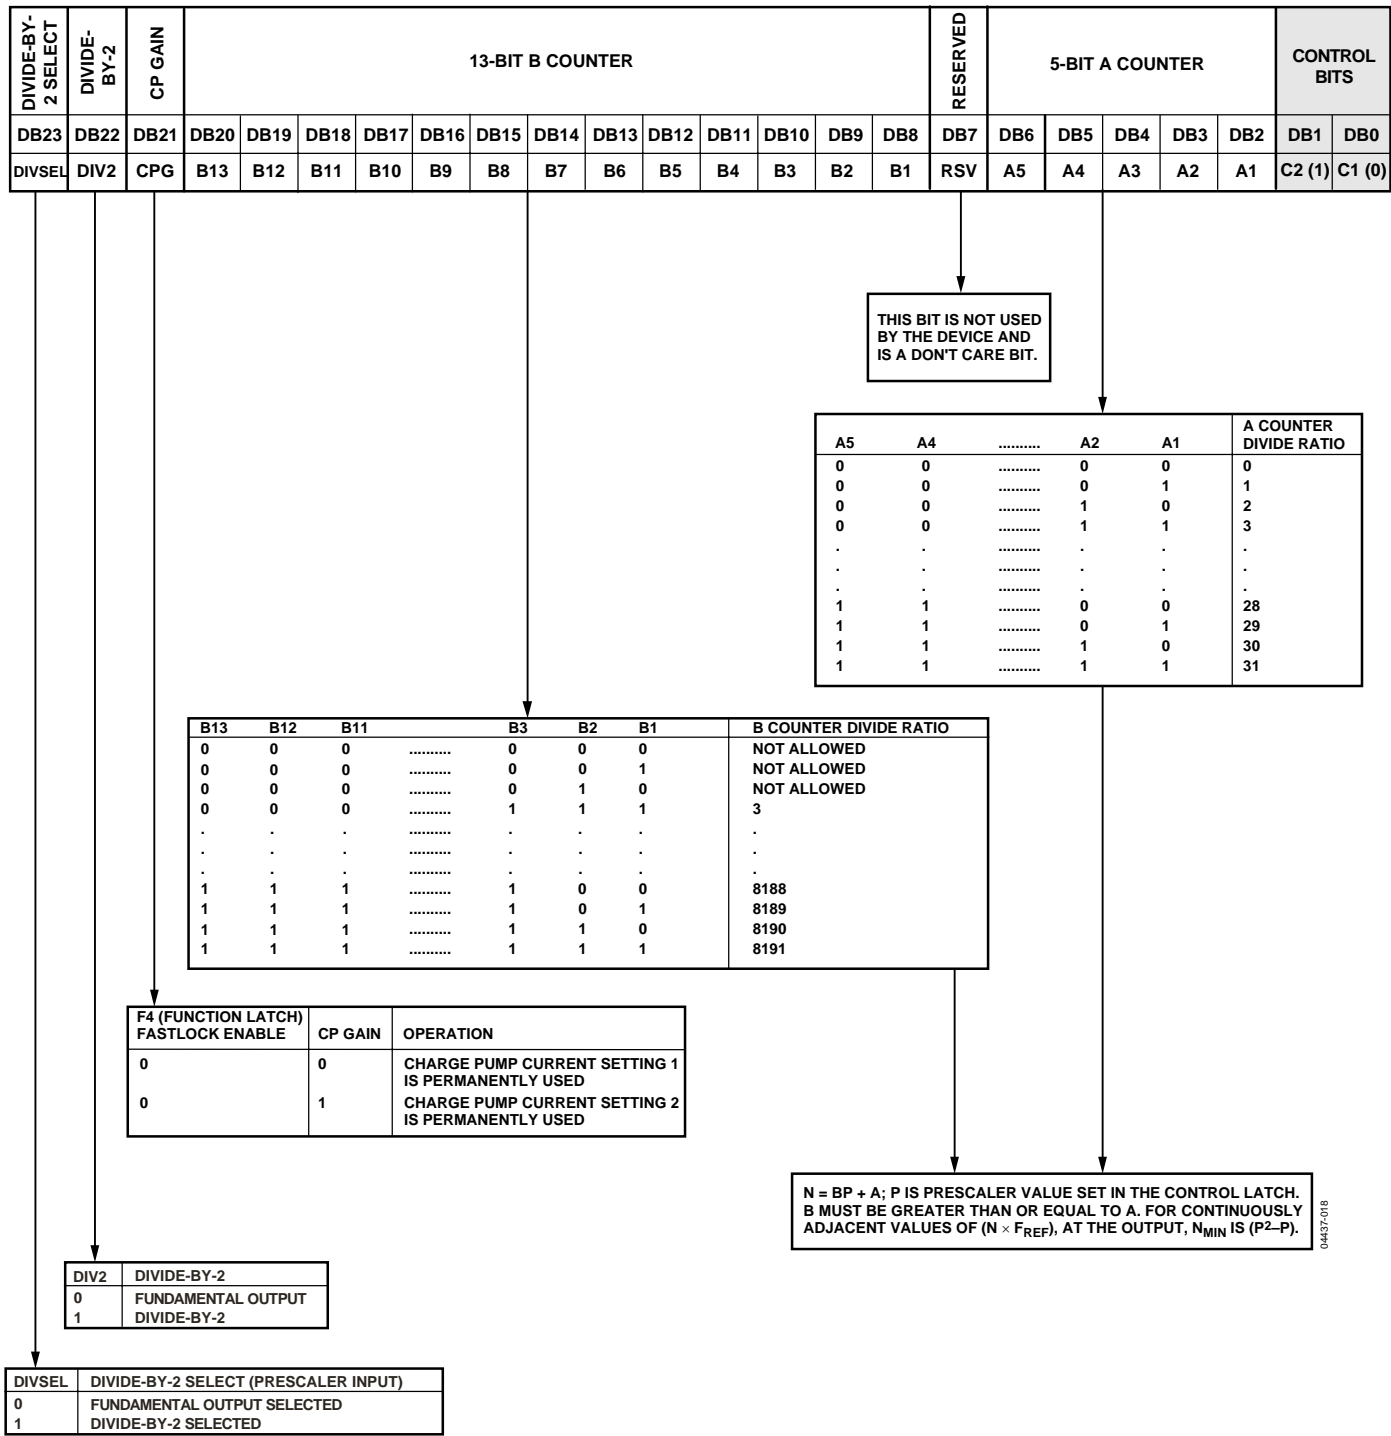 DIVIDE-BY-
2 SELECT
DIVIDE-
BY-2
CP GAIN
13-BIT B COUNTER
RESERVED
5-BIT A COUNTER
CONTROL
BITS
DB23 DB22 DB21 DB20 DB19 DB18 DB17 DB16 DB15 DB14 DB13 DB12 DB11 DB10 DB9 DB8 DB7 DB6 DB5 DB4 DB3 DB2 DB1 DB0
DIVSEL DIV2 CPG B13 B12 B11 B10 B9 B8 B7 B6 B5 B4 B3 B2 B1 RSV A5 A4 A3 A2 A1 C2 (1) C1 (0)
THIS BIT IS NOT USED
BY THE DEVICE AND
IS A DON'T CARE BIT.
A COUNTER
A5 A4 .......... A2 A1 DIVIDE RATIO
0 0 .......... 0 0 0
0 0 .......... 0 1 1
0 0 .......... 1 0 2
0 0 .......... 1 1 3
. . .......... . . .
. . .......... . . .
. . .......... . . .
1 1 .......... 0 0 28
1 1 .......... 0 1 29
1 1 .......... 1 0 30
1 1 .......... 1 1 31
B13 B12 B11 B3 B2 B1 B COUNTER DIVIDE RATIO
0 0 0 .......... 0 0 0 NOT ALLOWED
0 0 0 .......... 0 0 1 NOT ALLOWED
0 0 0 .......... 0 1 0 NOT ALLOWED
0 0 0 .......... 1 1 1 3
. . . .......... . . . .
. . . .......... . . . .
. . . .......... . . . .
1 1 1 .......... 1 0 0 8188
1 1 1 .......... 1 0 1 8189
1 1 1 .......... 1 1 0 8190
1 1 1 .......... 1 1 1 8191
F4 (FUNCTION LATCH)
FASTLOCK ENABLE CP GAIN OPERATION
0 0 CHARGE PUMP CURRENT SETTING 1
IS PERMANENTLY USED
0 1 CHARGE PUMP CURRENT SETTING 2
IS PERMANENTLY USED
N = BP + A; P IS PRESCALER VALUE SET IN THE CONTROL LATCH.
B MUST BE GREATER THAN OR EQUAL TO A. FOR CONTINUOUSLY
ADJACENT VALUES OF (N × FREF), AT THE OUTPUT, NMIN IS (P2–P).
04437-018
DIV2 DIVIDE-BY-2
0 FUNDAMENTAL OUTPUT
1 DIVIDE-BY-2
DIVSEL DIVIDE-BY-2 SELECT (PRESCALER INPUT)
0 FUNDAMENTAL OUTPUT SELECTED
1 DIVIDE-BY-2 SELECTED